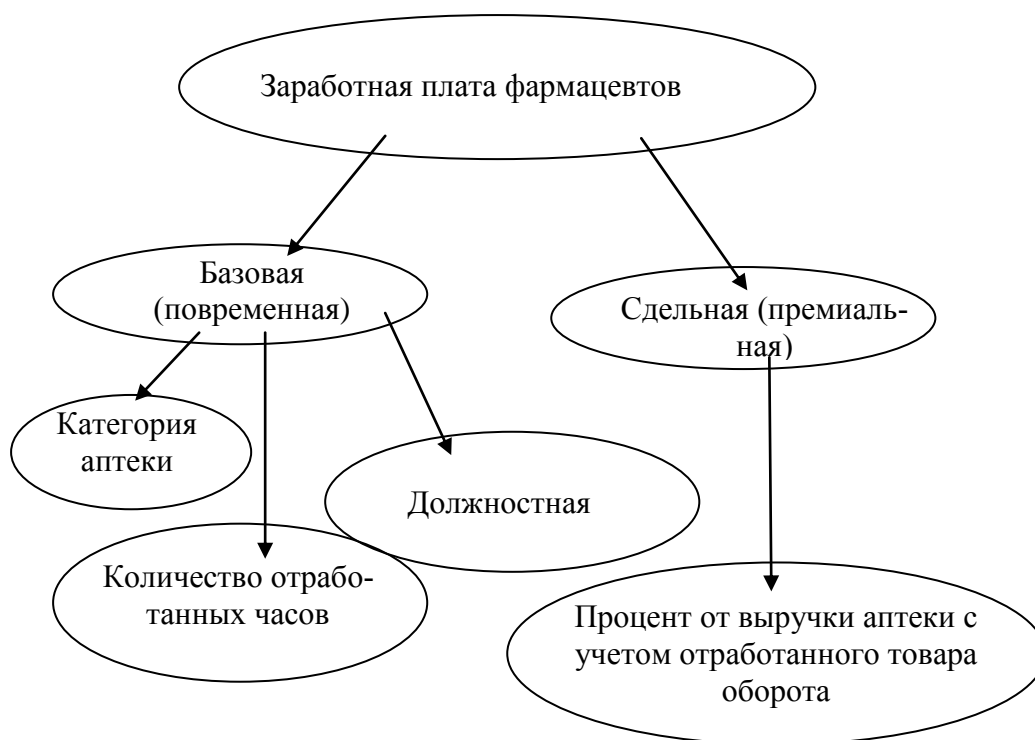 Заработная плата фармацевтов
Базовая
(повременная)
Сдельная (премиаль-
ная)
Категория
аптеки
Должностная
Количество отрабо-
танных часов
Процент от выручки аптеки с
учетом отработанного товара
оборота